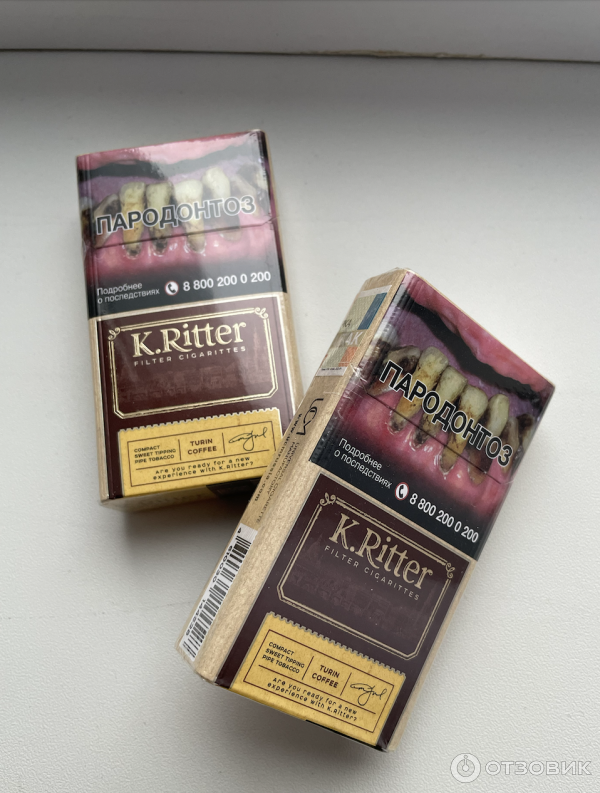 ПАРОДОНТОЗ
Подробнее
о последствиях 8 800 200 0 200
K.Ritter
FILTER CIGARITTES
COMPACT
SWEET TIPPING
PIPE TOBACCO
TURIN
COFFEE
Are you ready for a new
experience with K.Ritter?
ПАРОДОНТОЗ
Подробнее
о последствиях 8 800 200 0 200
K.Ritter
FILTER CIGARITTES
COMPACT
SWEET TIPPING
PIPE TOBACCO
TURIN
COFFEE
Are you ready for a new
experience with K.Ritter?
ОТЗОВИК